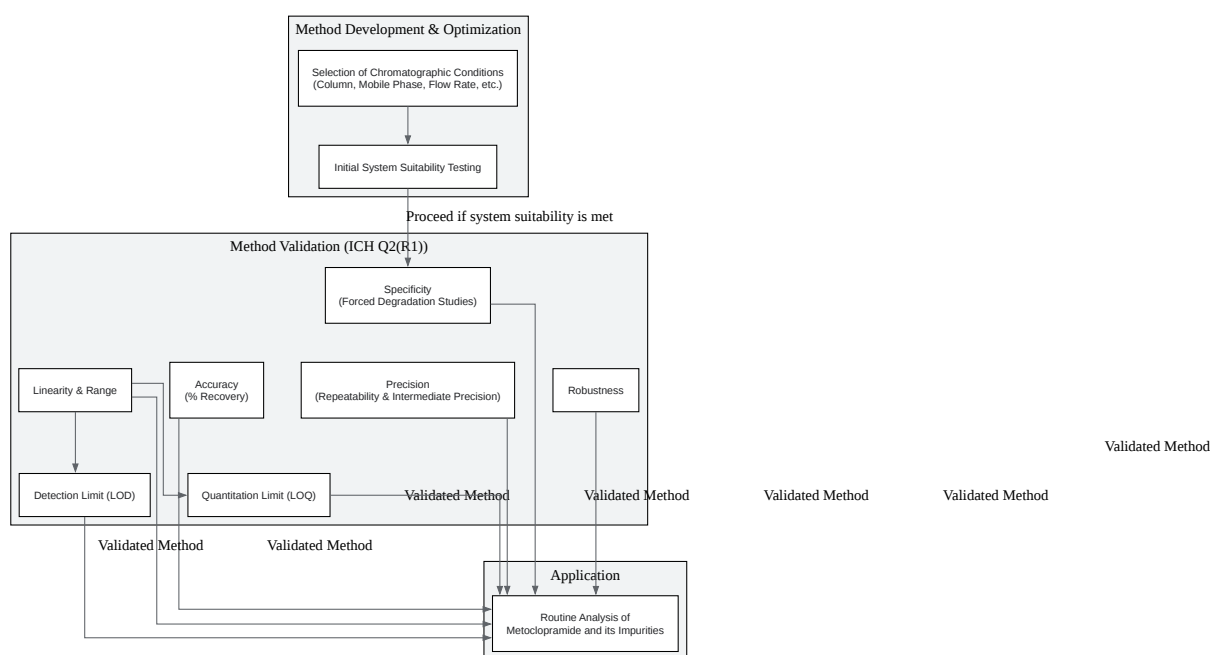 Method Development & Optimization
Selection of Chromatographic Conditions
(Column, Mobile Phase, Flow Rate, etc.)
Initial System Suitability Testing
Proceed if system suitability is met
Method Validation (ICH Q2(R1))
Specificity
(Forced Degradation Studies)
Linearity & Range
Accuracy
(% Recovery)
Precision
(Repeatability & Intermediate Precision)
Robustness
Validated Method
Detection Limit (LOD)
Quantitation Limit (LOQ)
Validated Method
Validated Method
Validated Method
Validated Method
Validated Method
Validated Method
Application
Routine Analysis of
Metoclopramide and its Impurities